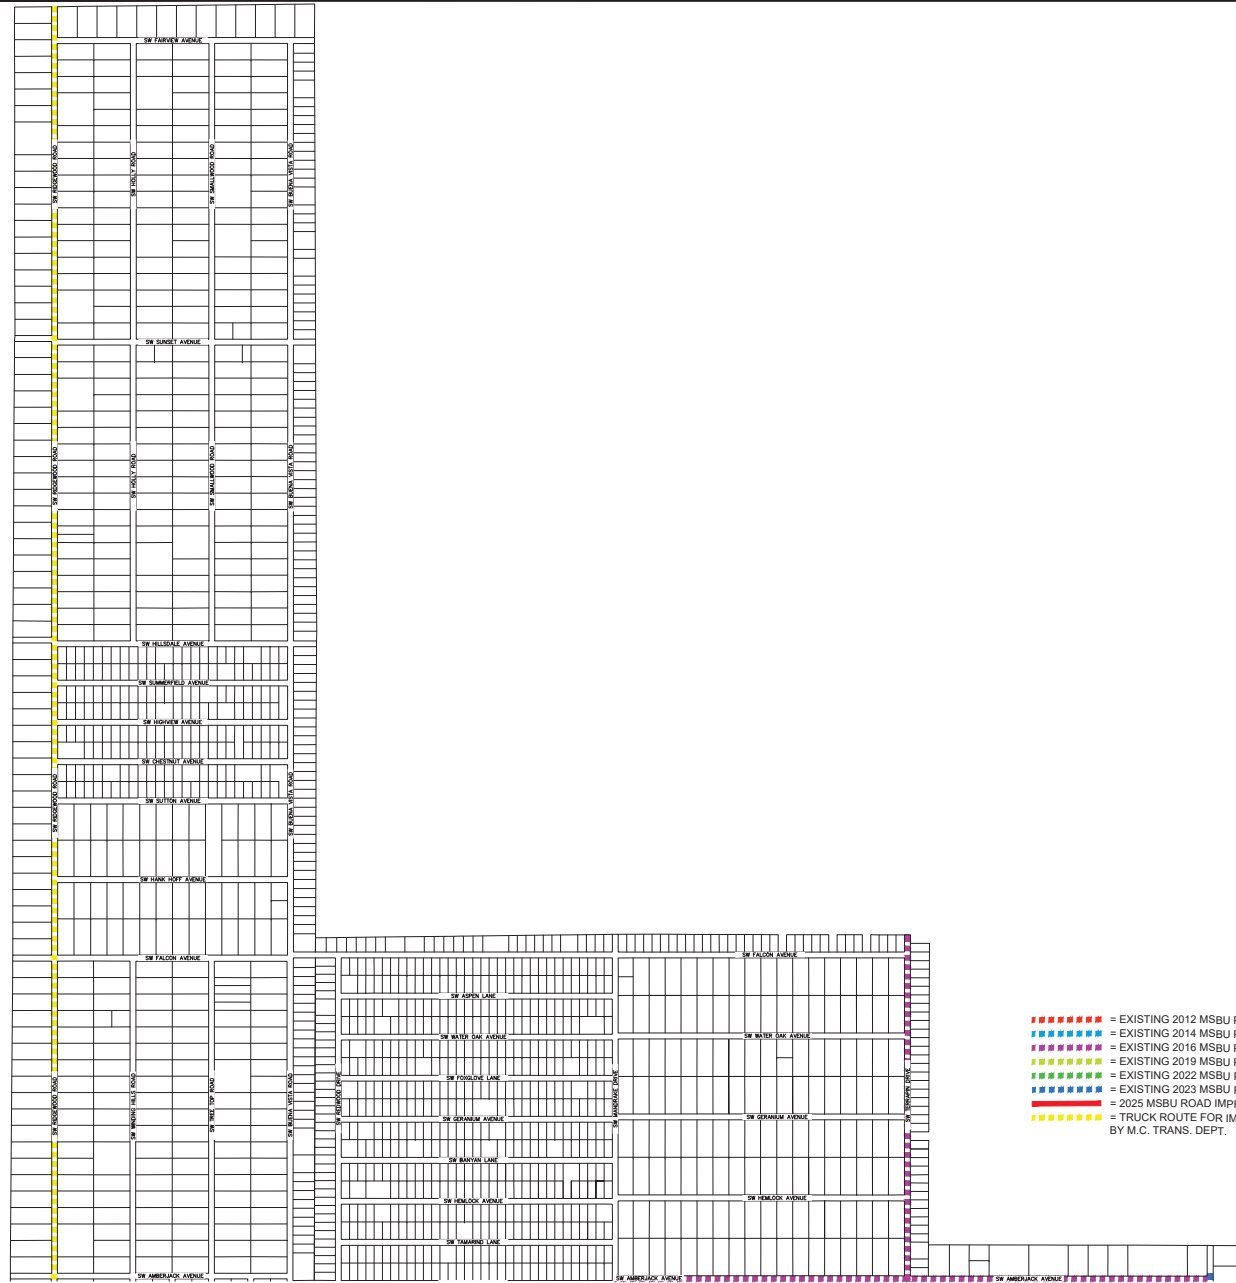 SW FAIRVIEW AVENUE
SW RIDGEWOOD ROAD
SW HOLLY ROAD
SW SMALLWOOD ROAD
SW BUENA VISTA ROAD
SW SUNSET AVENUE
SW RIDGEWOOD ROAD
SW HOLLY ROAD
SW SMALLWOOD ROAD
SW BUENA VISTA ROAD
SW HILLSDALE AVENUE
SW SUMMERFIELD AVENUE
SW HIGHVIEW AVENUE
SW CHESTNUT AVENUE
SW RIDGEWOOD ROAD
SW BUENA VISTA ROAD
SW SUTTON AVENUE
SW HANK HOFF AVENUE
SW FALCON AVENUE
SW FALCON AVENUE
SW ASPEN LANE
SW WATER OAK AVENUE
SW WATER OAK AVENUE
SW FOXGLOVE LANE
SW RIDGEWOOD ROAD
SW WINDING HILLS ROAD
SW TREE TOP ROAD
SW BUENA VISTA ROAD
SW REDWOOD DRIVE
SW MANDRAKE DRIVE
SW TERRAPIN DRIVE
SW GERANIUM AVENUE
SW GERANIUM AVENUE
SW BANYAN LANE
SW HEMLOCK AVENUE
SW HEMLOCK AVENUE
SW TAMARIND LANE
SW AMBERJACK AVENUE
SW AMBERJACK AVENUE
SW AMBERJACK AVENUE
= EXISTING 2012 MSBU
= EXISTING 2014 MSBU
= EXISTING 2016 MSBU
= EXISTING 2019 MSBU
= EXISTING 2022 MSBU
= EXISTING 2023 MSBU
= 2025 MSBU ROAD IMP
= TRUCK ROUTE FOR IM
BY M.C. TRANS. DEPT.